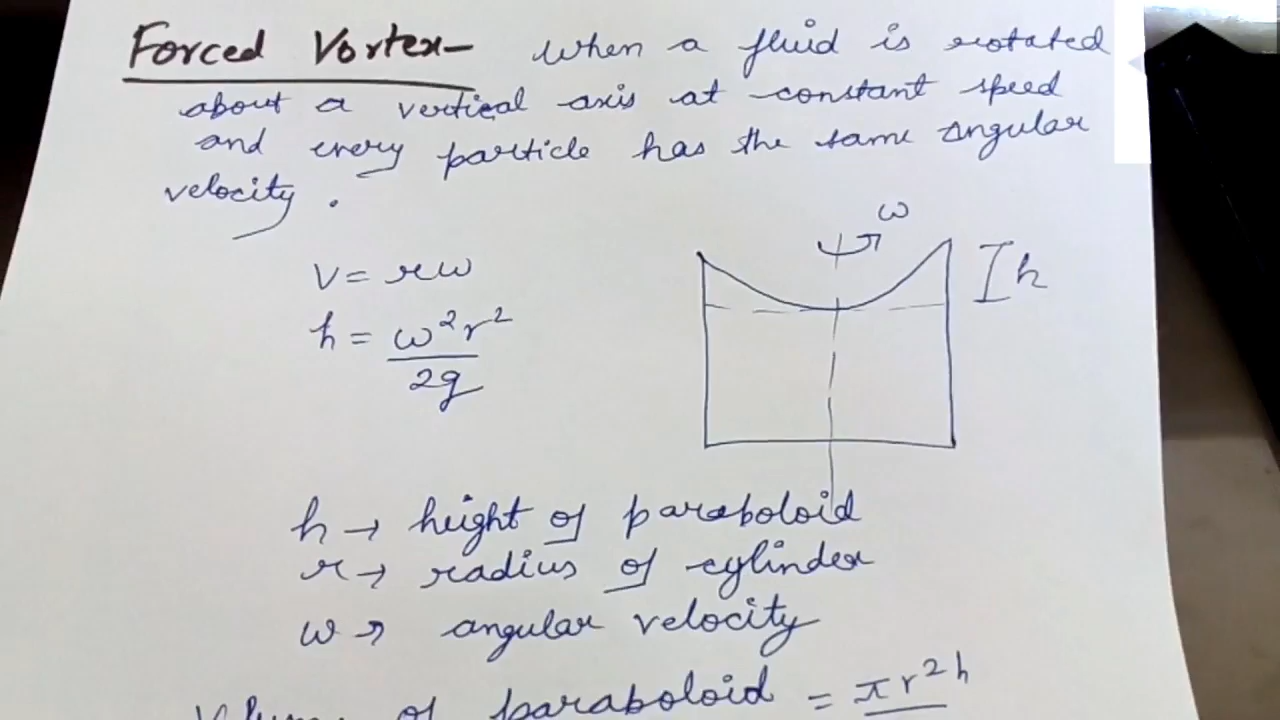 Forced Vortex- when a fluid is rotated
about a vertical axis at constant speed
and every particle has the same angular
velocity.
ω
V = rω
h
h = ω²r²
2g
h → height of paraboloid
r → radius of cylinder
ω → angular velocity
of paraboloid = πr²h